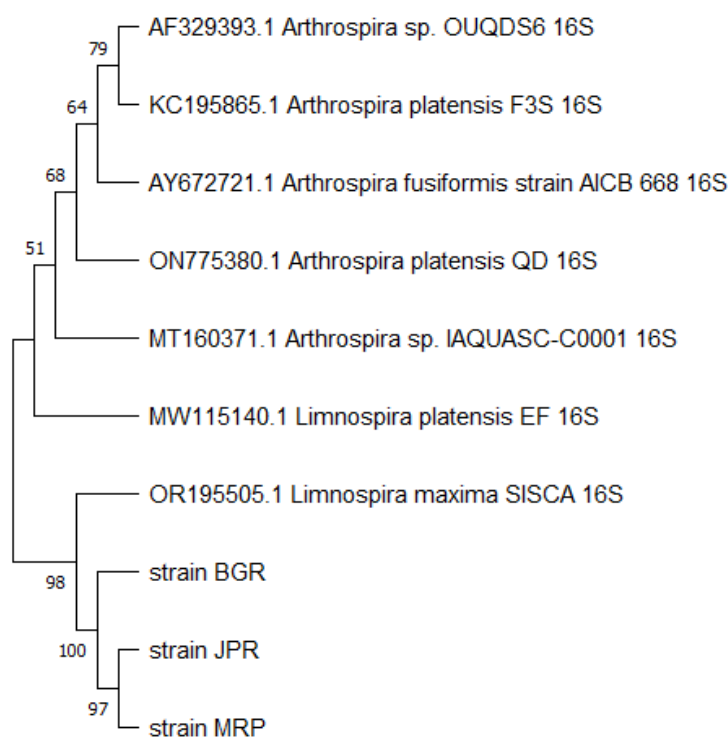 AF329393.1 Arthrospira sp. OUQDS6 16S
79
KC195865.1 Arthrospira platensis F3S 16S
64
AY672721.1 Arthrospira fusiformis strain AICB 668 16S
68
ON775380.1 Arthrospira platensis QD 16S
51
MT160371.1 Arthrospira sp. IAQUASC-C0001 16S
MW115140.1 Limnospira platensis EF 16S
OR195505.1 Limnospira maxima SISCA 16S
98
strain BGR
100
strain JPR
97
strain MRP